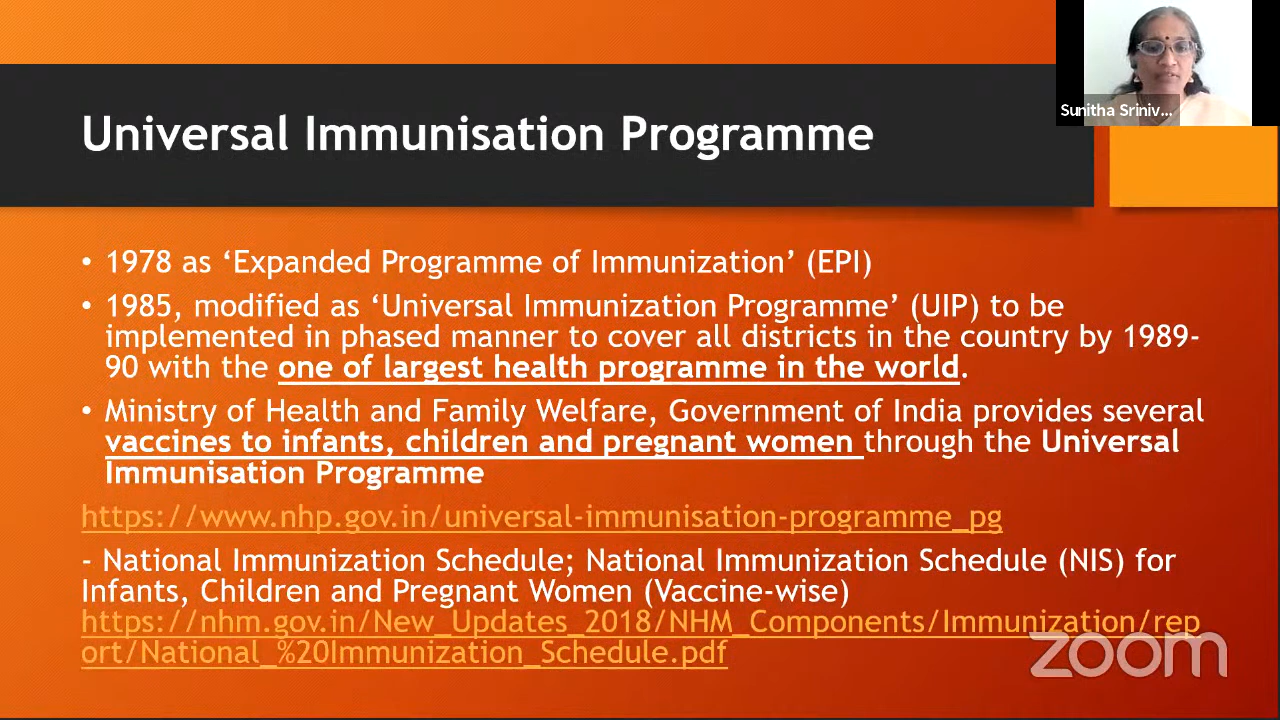 Sunitha Sriniv...
Universal Immunisation Programme
• 1978 as ‘Expanded Programme of Immunization’ (EPI)
• 1985, modified as ‘Universal Immunization Programme’ (UIP) to be
implemented in phased manner to cover all districts in the country by 1989-
90 with the one of largest health programme in the world.
• Ministry of Health and Family Welfare, Government of India provides several
vaccines to infants, children and pregnant women through the Universal
Immunisation Programme
https://www.nhp.gov.in/universal-immunisation-programme_pg
- National Immunization Schedule; National Immunization Schedule (NIS) for
Infants, Children and Pregnant Women (Vaccine-wise)
https://nhm.gov.in/New_Updates_2018/NHM_Components/Immunization/rep
ort/National_%20Immunization_Schedule.pdf
zoom